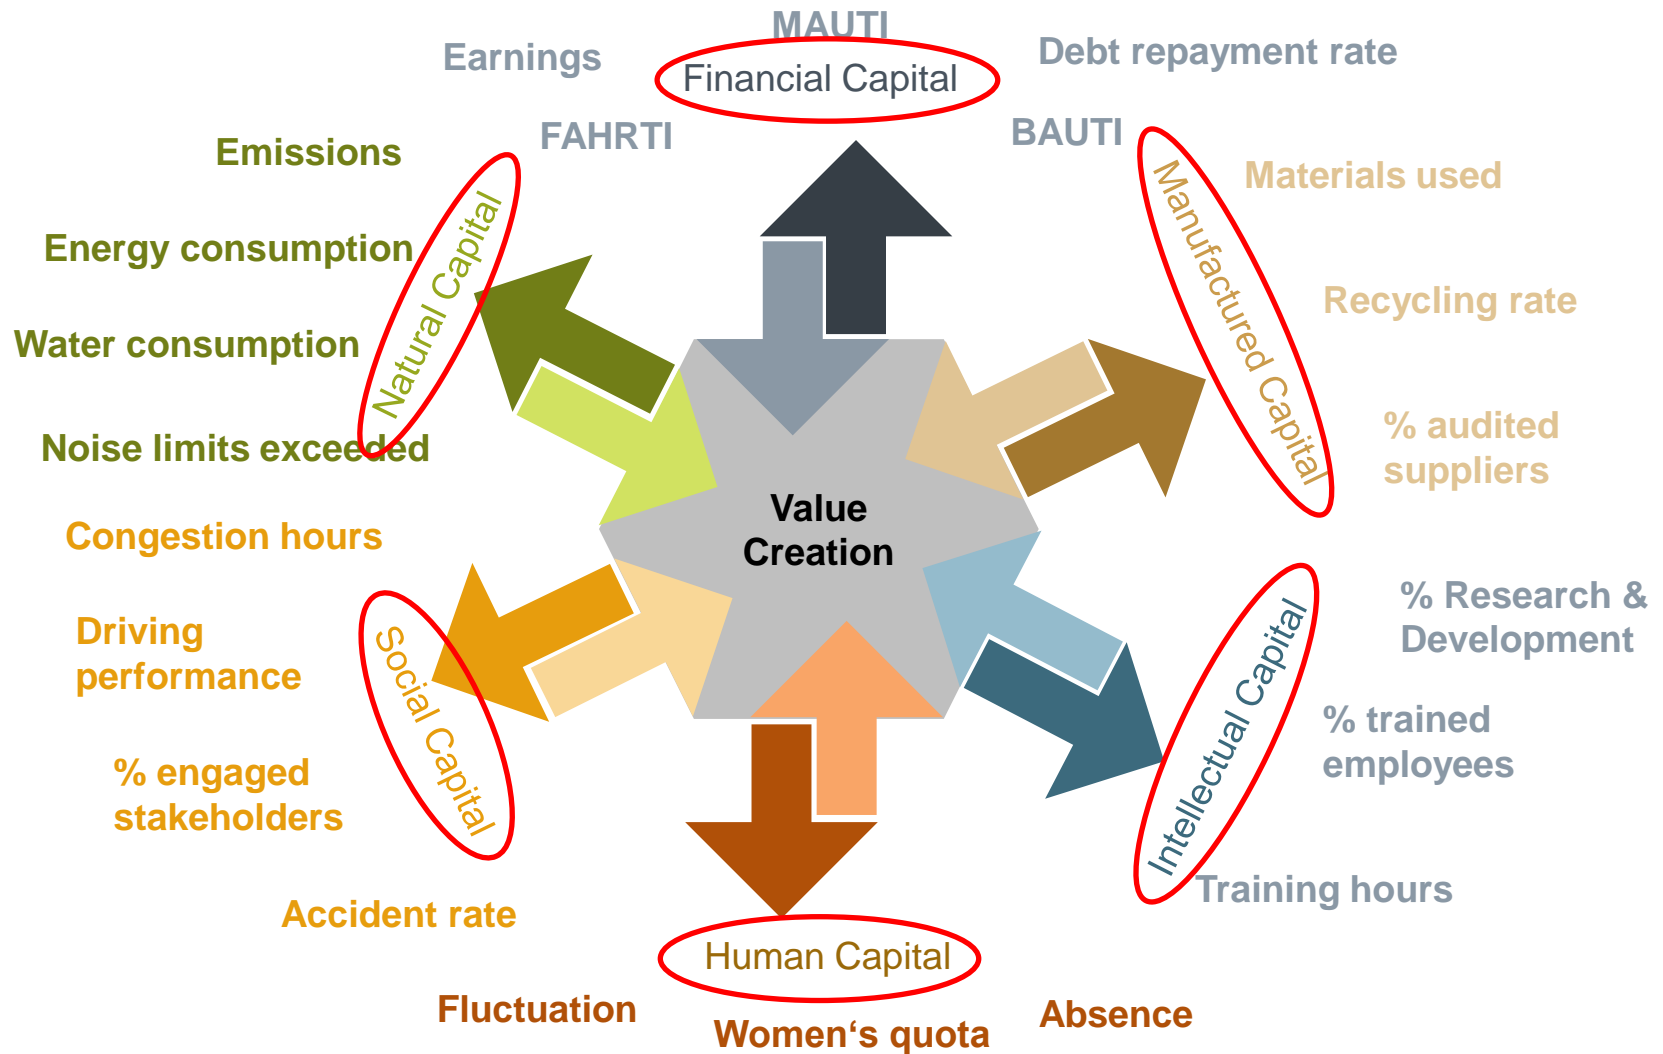 MAUTI
Earnings
Financial Capital
Debt repayment rate
FAHRTI
BAUTI
Emissions
Energy consumption
Water consumption
Noise limits exceeded
Natural Capital
Manufactured Capital
Materials used
Recycling rate
% audited
suppliers
Value
Creation
Congestion hours
Driving
performance
% engaged
stakeholders
Accident rate
Social Capital
Intellectual Capital
% Research &
Development
% trained
employees
Training hours
Human Capital
Fluctuation
Women‘s quota
Absence